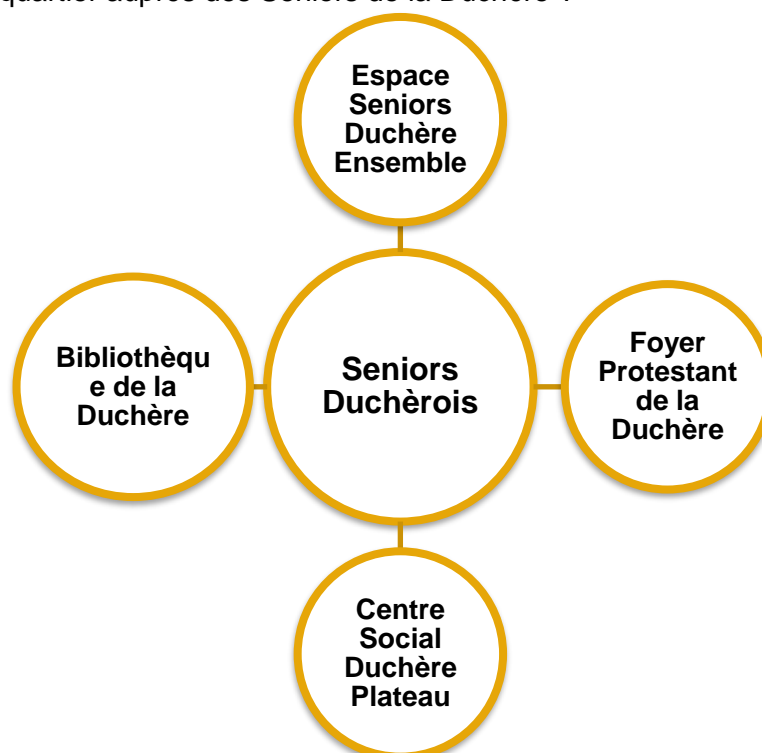 quartier auprès des Seniors de la Duchère".
Espace
Seniors
Duchère
Ensemble
Bibliothèqu
e de la
Duchère
Seniors
Duchèrois
Foyer
Protestant
de la
Duchère
Centre
Social
Duchère
Plateau